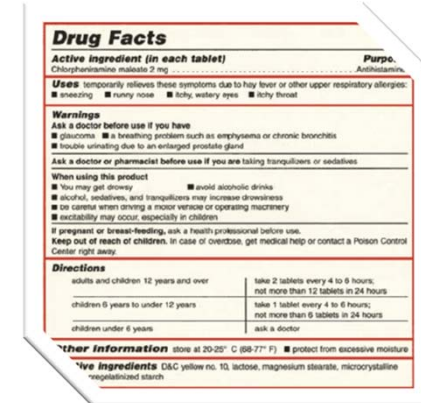 Drug Facts
Active ingredient (in each tablet) Purpo
Chlorpheniramine maleate 2 mg ........................................ Antihistamine
Uses temporarily relieves these symptoms due to hay fever or other upper respiratory allergies:
■ sneezing ■ runny nose ■ itchy, watery eyes ■ itchy throat
Warnings
Ask a doctor before use if you have
■ glaucoma ■ a breathing problem such as emphysema or chronic bronchitis
■ trouble urinating due to an enlarged prostate gland
Ask a doctor or pharmacist before use if you are taking tranquilizers or sedatives
When using this product
■ You may get drowsy ■ avoid alcoholic drinks
■ alcohol, sedatives, and tranquilizers may increase drowsiness
■ be careful when driving a motor vehicle or operating machinery
■ excitability may occur, especially in children
If pregnant or breast-feeding, ask a health professional before use.
Keep out of reach of children. In case of overdose, get medical help or contact a Poison Control
Center right away.
Directions
adults and children 12 years and over take 2 tablets every 4 to 6 hours;
not more than 12 tablets in 24 hours
children 6 years to under 12 years take 1 tablet every 4 to 6 hours;
not more than 6 tablets in 24 hours
children under 6 years ask a doctor
Other information store at 20-25° C (68-77° F) ■ protect from excessive moisture
tive ingredients D&C yellow no. 10, lactose, magnesium stearate, microcrystalline
pregelatinized starch